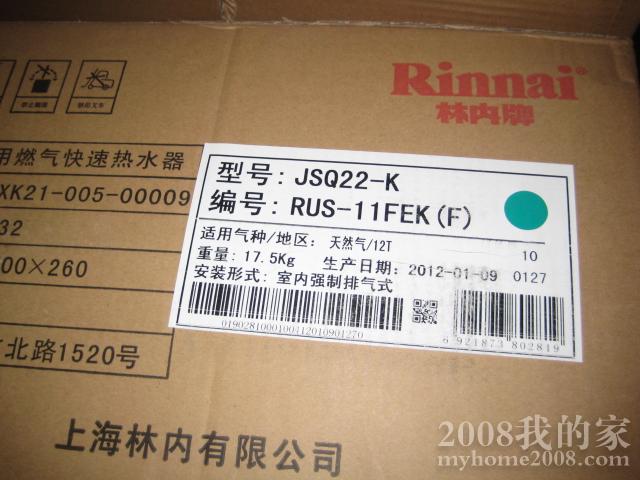 Rinnai®
林内牌
用燃气快速热水器
XK21-005-00009
32
00×260
北路1520号
型号: JSQ22-K
编号: RUS-11FEK(F)
适用气种/地区: 天然气/12T 10
重量: 17.5Kg 生产日期: 2012-01-09 0127
安装形式: 室内强制排气式
019028100010011201090127​0
6 921873 802819
上海林内有限公司
2008我的家
myhome2008.com